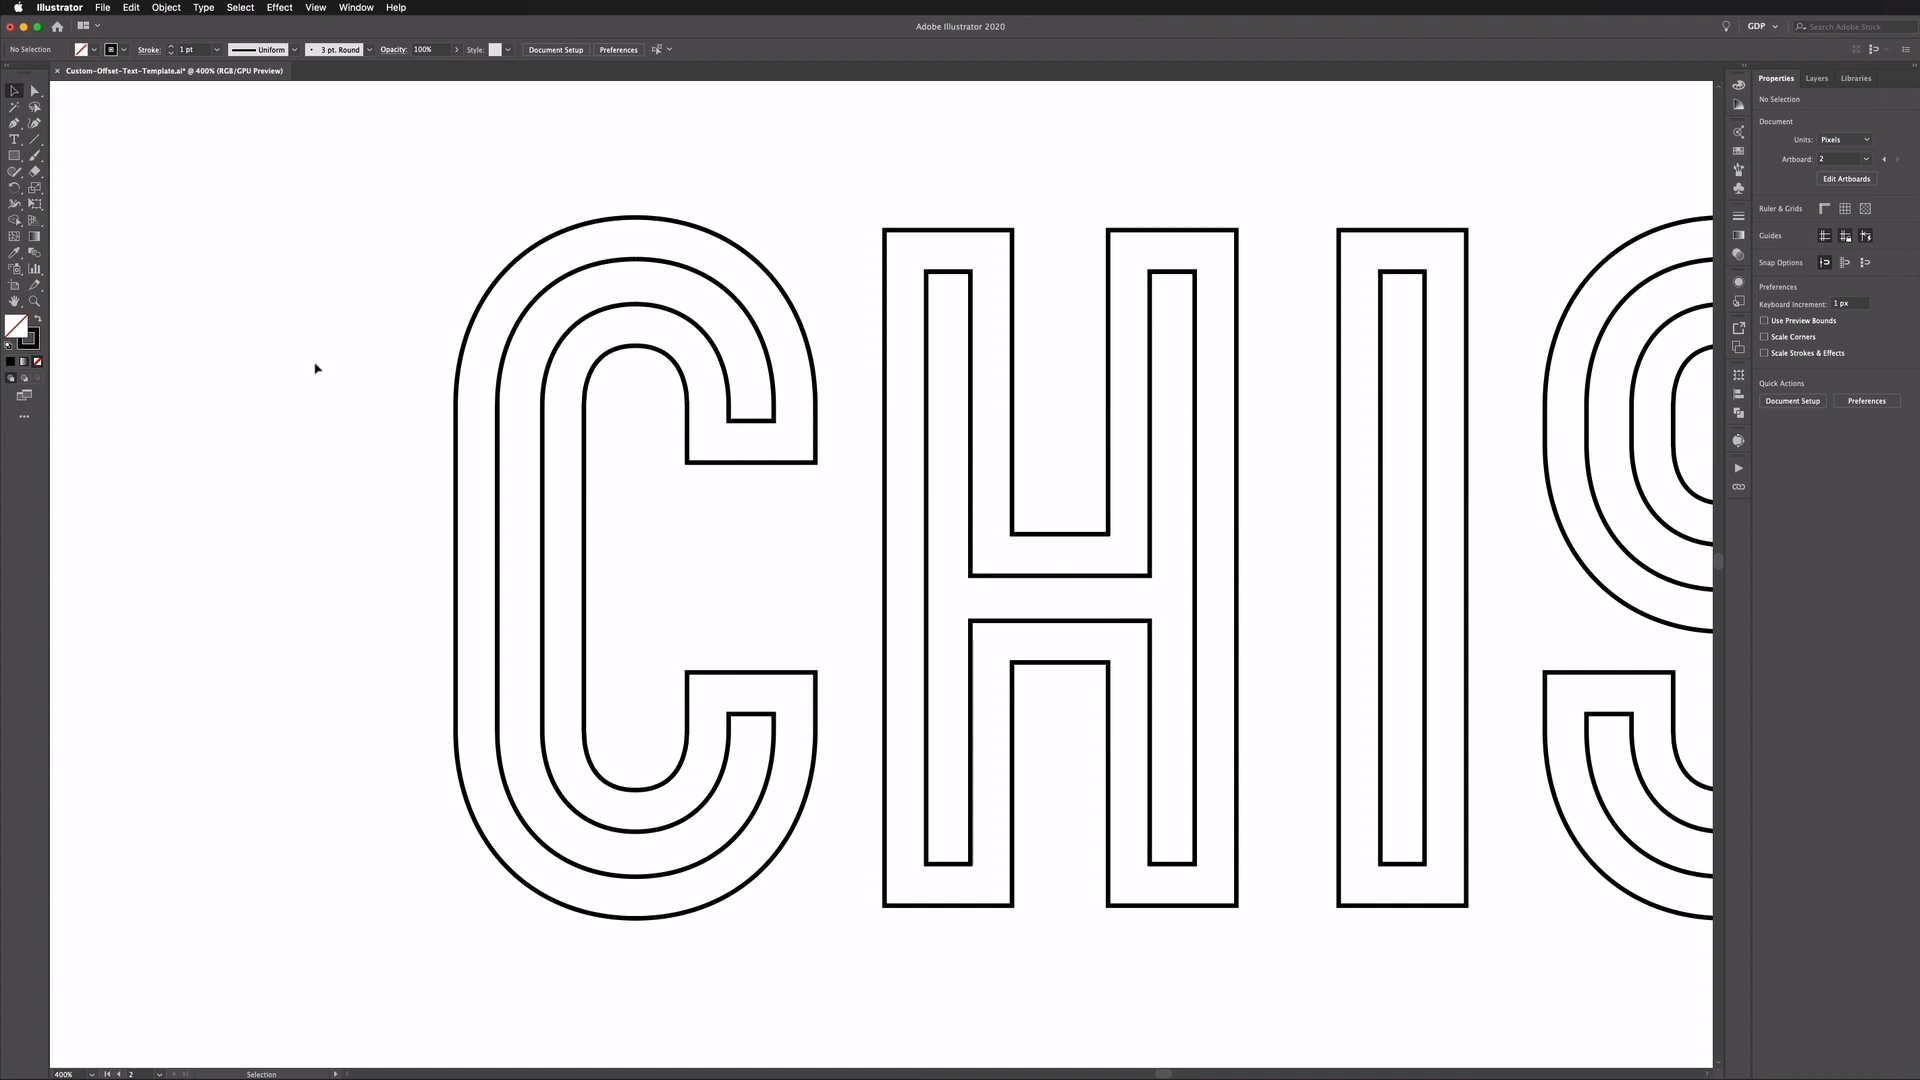 Illustrator File Edit Object Type Select Effect View Window Help
Adobe Illustrator 2020
GDP
Search Adobe Stock
No Selection
Stroke: 1 pt
Uniform
3 pt. Round
Opacity: 100%
Style:
Document Setup
Preferences
Custom-Offset-Text-Template.ai* @ 400% (RGB/GPU Preview)
CHIS
Properties Layers Libraries
No Selection
Document
Units: Pixels
Artboard: 2
Edit Artboards
Ruler & Grids
Guides
Snap Options
Preferences
Keyboard Increment: 1 px
Use Preview Bounds
Scale Corners
Scale Strokes & Effects
Quick Actions
Document Setup Preferences
400% 2 Selection